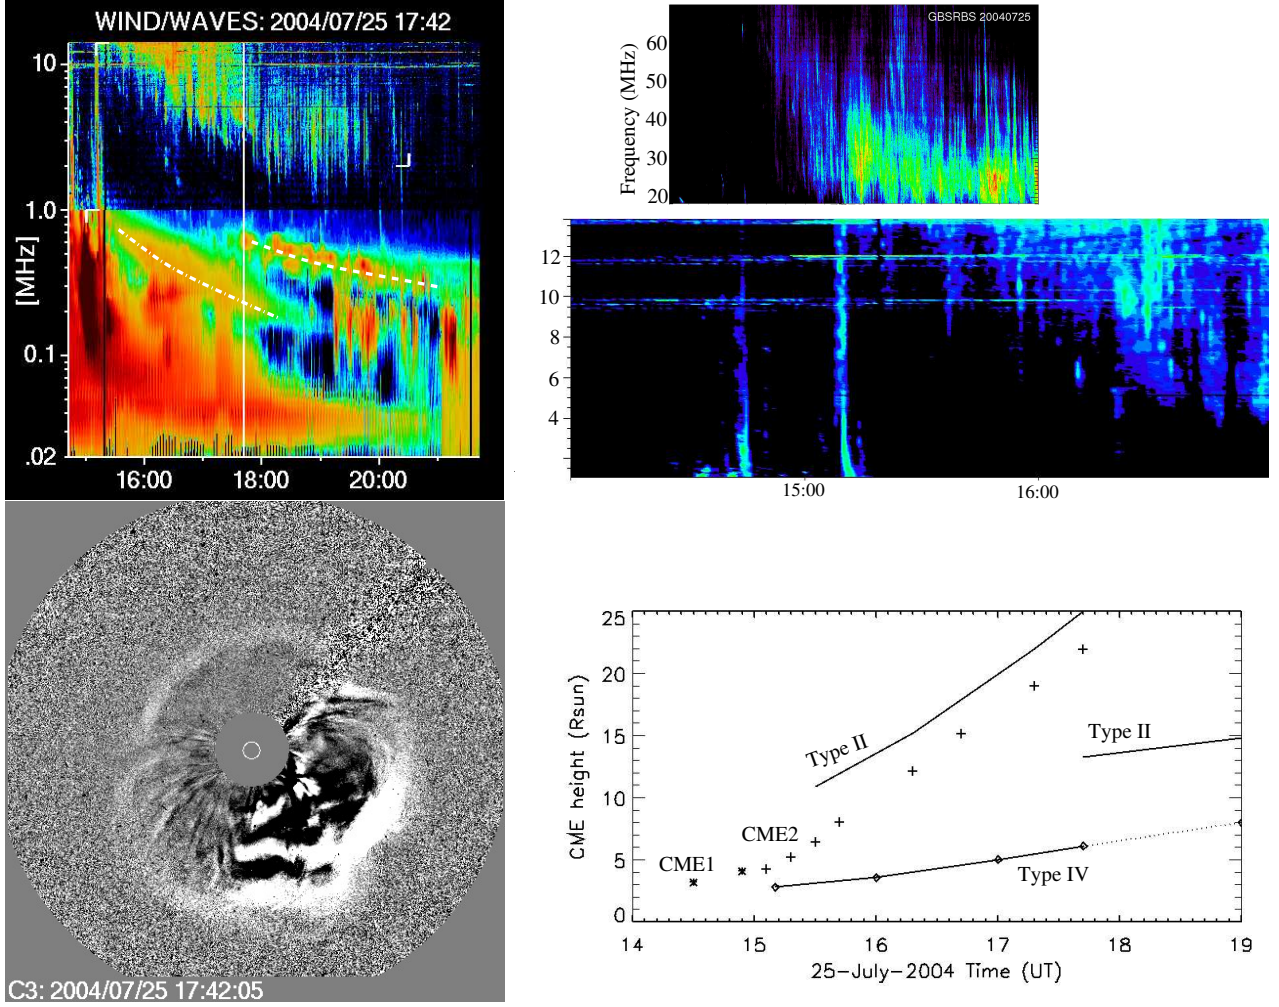 WIND/WAVES: 2004/07/25 17:42
10
1.0
[MHz]
0.1
.02
16:00 18:00 20:00
GBSRBS 20040725
Frequency (MHz)
60
50
40
30
20
12
10
8
6
4
15:00 16:00
C3: 2004/07/25 17:42:05
CME height (Rsun)
25
20
15
10
5
0
Type II
Type II
CME2
CME1
Type IV
14 15 16 17 18 19
25-July-2004 Time (UT)